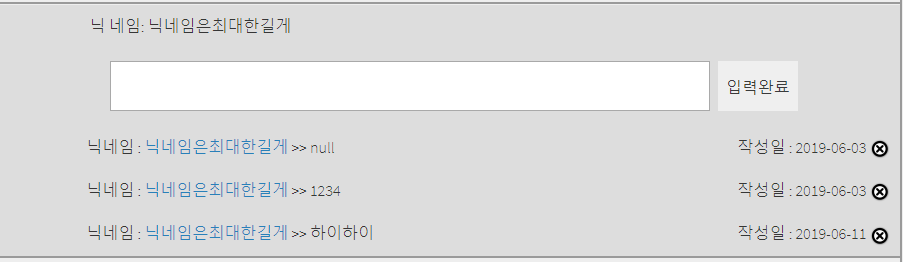 닉 네임: 닉네임은최대한길게
입력완료
닉네임 : 닉네임은최대한길게 >> null 작성일 : 2019-06-03
닉네임 : 닉네임은최대한길게 >> 1234 작성일 : 2019-06-03
닉네임 : 닉네임은최대한길게 >> 하이하이 작성일 : 2019-06-11